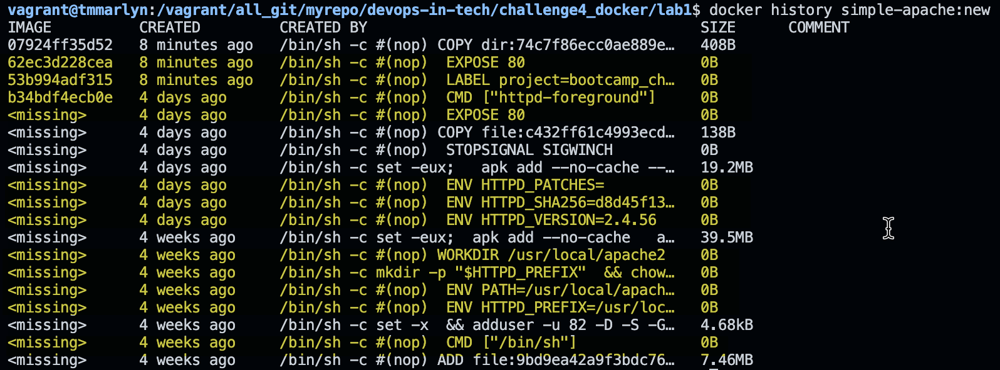 vagrant@tmmarlyn:/vagrant/all_git/myrepo/devops-in-tech/challenge4_docker/lab1$ docker history simple-apache:new
IMAGE          CREATED         CREATED BY                                      SIZE      COMMENT
07924ff35d52   8 minutes ago   /bin/sh -c #(nop) COPY dir:74c7f86ecc0ae889e…   408B
62ec3d228cea   8 minutes ago   /bin/sh -c #(nop)  EXPOSE 80                    0B
53b994adf315   8 minutes ago   /bin/sh -c #(nop)  LABEL project=bootcamp_ch…   0B
b34bdf4ecb0e   4 days ago      /bin/sh -c #(nop)  CMD ["httpd-foreground"]     0B
<missing>      4 days ago      /bin/sh -c #(nop)  EXPOSE 80                    0B
<missing>      4 days ago      /bin/sh -c #(nop) COPY file:c432ff61c4993ecd…   138B
<missing>      4 days ago      /bin/sh -c #(nop)  STOPSIGNAL SIGWINCH          0B
<missing>      4 days ago      /bin/sh -c set -eux;   apk add --no-cache --…   19.2MB
<missing>      4 days ago      /bin/sh -c #(nop)  ENV HTTPD_PATCHES=           0B
<missing>      4 days ago      /bin/sh -c #(nop)  ENV HTTPD_SHA256=d8d45f13…   0B
<missing>      4 days ago      /bin/sh -c #(nop)  ENV HTTPD_VERSION=2.4.56     0B
<missing>      4 weeks ago     /bin/sh -c set -eux;  apk add --no-cache   a…   39.5MB
<missing>      4 weeks ago     /bin/sh -c #(nop) WORKDIR /usr/local/apache2    0B
<missing>      4 weeks ago     /bin/sh -c mkdir -p "$HTTPD_PREFIX"  && chow…   0B
<missing>      4 weeks ago     /bin/sh -c #(nop)  ENV PATH=/usr/local/apach…   0B
<missing>      4 weeks ago     /bin/sh -c #(nop)  ENV HTTPD_PREFIX=/usr/loc…   0B
<missing>      4 weeks ago     /bin/sh -c set -x  && adduser -u 82 -D -S -G…   4.68kB
<missing>      4 weeks ago     /bin/sh -c #(nop)  CMD ["/bin/sh"]              0B
<missing>      4 weeks ago     /bin/sh -c #(nop) ADD file:9bd9ea42a9f3bdc76…   7.46MB